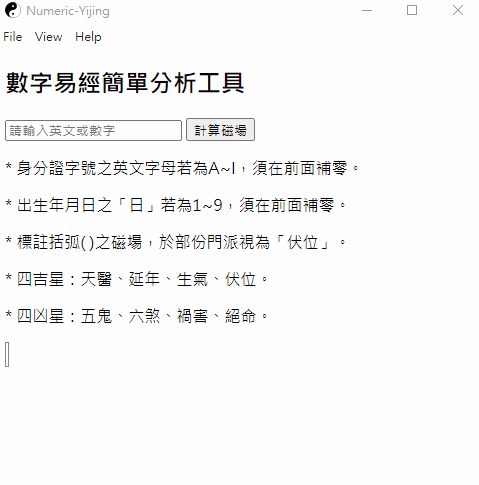 Numeric-Yijing
File View Help
數字易經簡單分析工具
請輸入英文或數字 計算磁場
* 身分證字號之英文字母若為A~I，須在前面補零。
* 出生年月日之「日」若為1~9，須在前面補零。
* 標註括弧( )之磁場，於部份門派視為「伏位」。
* 四吉星：天醫、延年、生氣、伏位。
* 四凶星：五鬼、六煞、禍害、絕命。